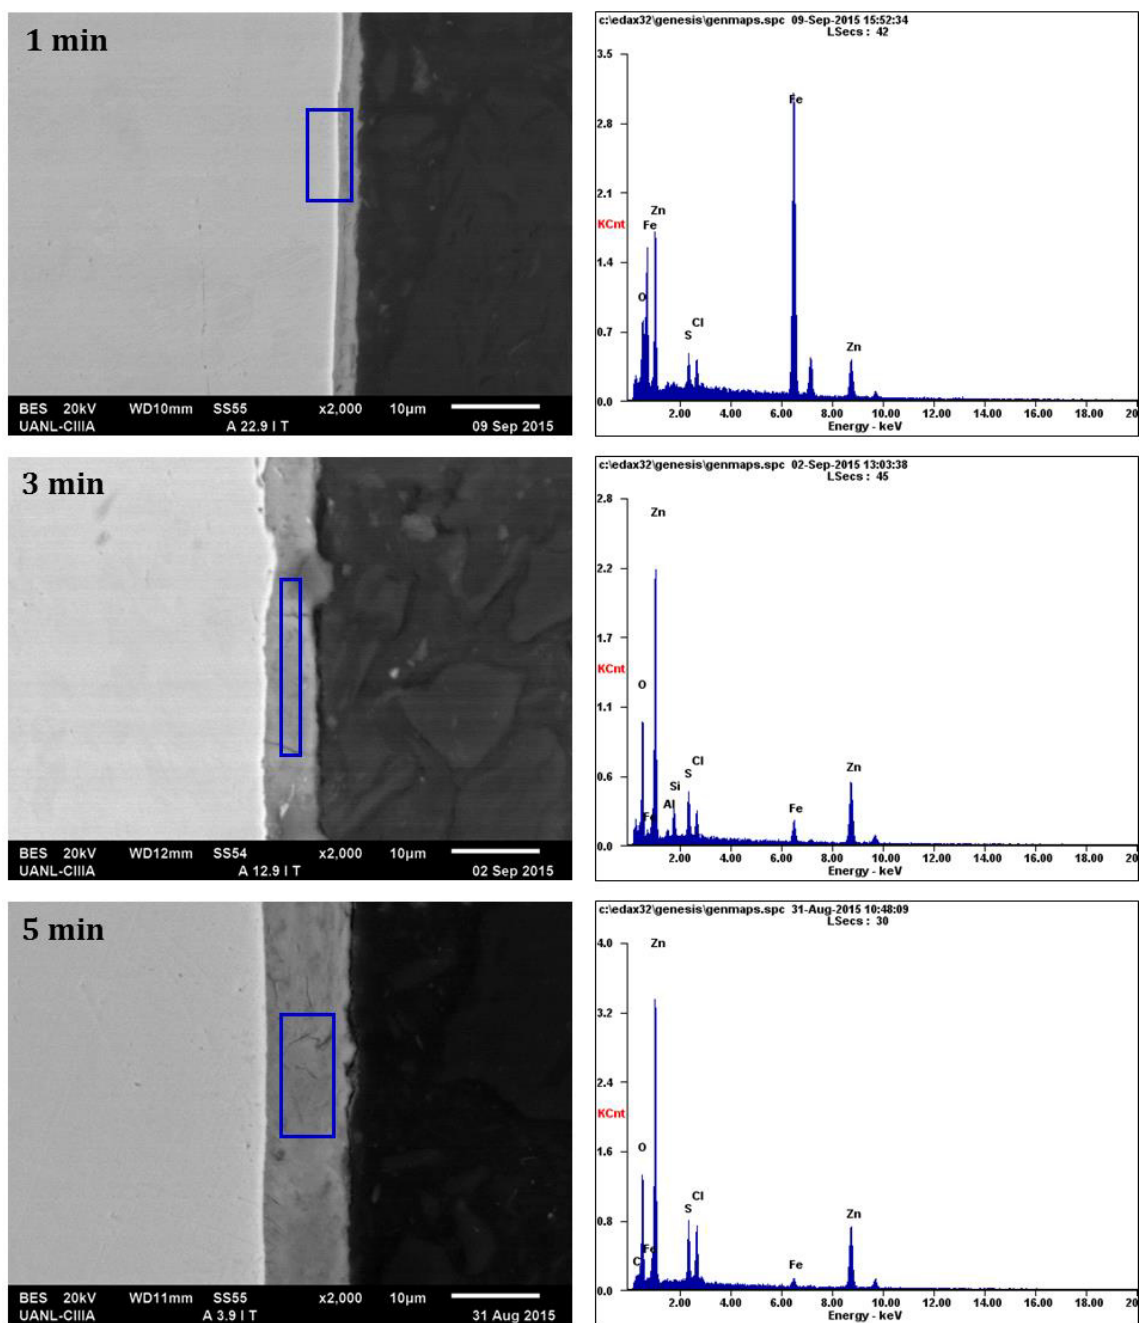 1 min
BES 20kV WD10mm SS55 x2,000 10µm
UANL-CIIIA A 22.9 I T 09 Sep 2015
c:\edax32\genesis\genmaps.spc 09-Sep-2015 15:52:34
LSecs : 42
3.5
2.8
2.1
KCnt
1.4
0.7
0.0
O
Fe
Zn
S
Cl
Fe
Zn
2.00 4.00 6.00 8.00 10.00 12.00 14.00 16.00 18.00 20
Energy - keV
3 min
BES 20kV WD12mm SS54 x2,000 10µm
UANL-CIIIA A 12.9 I T 02 Sep 2015
c:\edax32\genesis\genmaps.spc 02-Sep-2015 13:03:38
LSecs : 45
2.8
2.2
1.7
KCnt
1.1
0.6
0.0
O
Fe
Zn
Al
Si
S
Cl
Fe
Zn
2.00 4.00 6.00 8.00 10.00 12.00 14.00 16.00 18.00 20
Energy - keV
5 min
BES 20kV WD11mm SS55 x2,000 10µm
UANL-CIIIA A 3.9 I T 31 Aug 2015
c:\edax32\genesis\genmaps.spc 31-Aug-2015 10:48:09
LSecs : 30
4.0
3.2
2.4
KCnt
1.6
0.8
0.0
C
O
Fe
Zn
S
Cl
Fe
Zn
2.00 4.00 6.00 8.00 10.00 12.00 14.00 16.00 18.00 20
Energy - keV